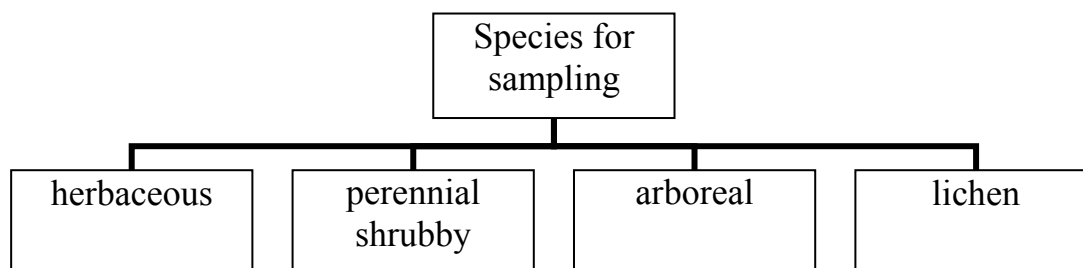 Species for
sampling
herbaceous
perennial
shrubby
arboreal
lichen